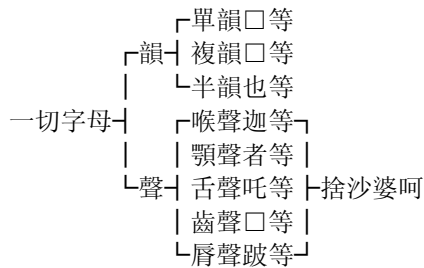 單韻□等
韻 複韻□等
半韻也等
一切字母 喉聲迦等
顎聲者等
聲 舌聲吒等 捨沙婆呵
齒聲□等
脣聲跛等